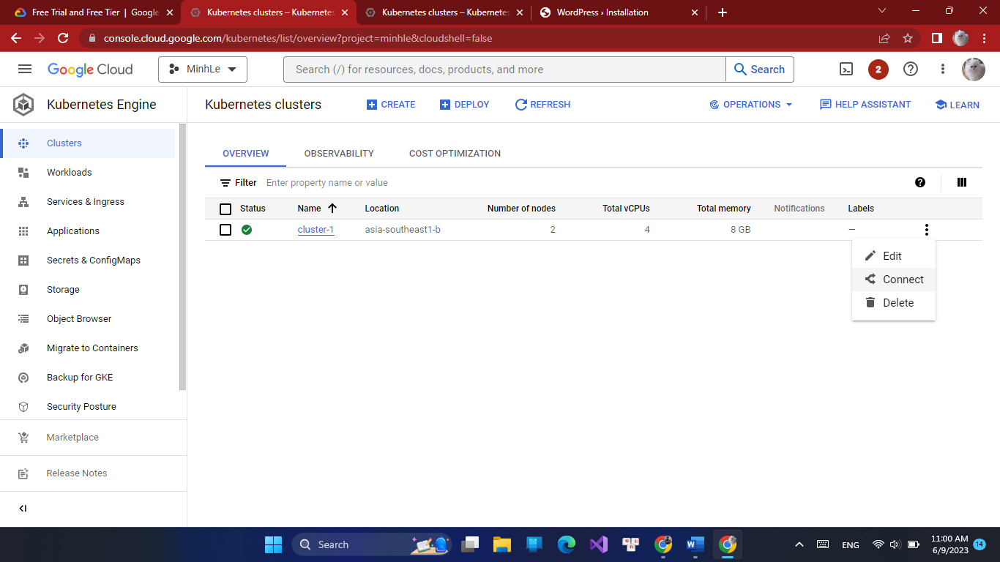 Free Trial and Free Tier | Google
Kubernetes clusters – Kubernetes
Kubernetes clusters – Kubernetes
WordPress › Installation
console.cloud.google.com/kubernetes/list/overview?project=minhle&cloudshell=false
Google Cloud
MinhLe
Search (/) for resources, docs, products, and more
Search
2
Kubernetes Engine
Kubernetes clusters
CREATE
DEPLOY
REFRESH
OPERATIONS
HELP ASSISTANT
LEARN
Clusters
Workloads
Services & Ingress
Applications
Secrets & ConfigMaps
Storage
Object Browser
Migrate to Containers
Backup for GKE
Security Posture
Marketplace
Release Notes
OVERVIEW
OBSERVABILITY
COST OPTIMIZATION
Filter Enter property name or value
Status Name Location Number of nodes Total vCPUs Total memory Notifications Labels
cluster-1 asia-southeast1-b 2 4 8 GB —
Edit
Connect
Delete
Search
ENG
11:00 AM
6/9/2023
14